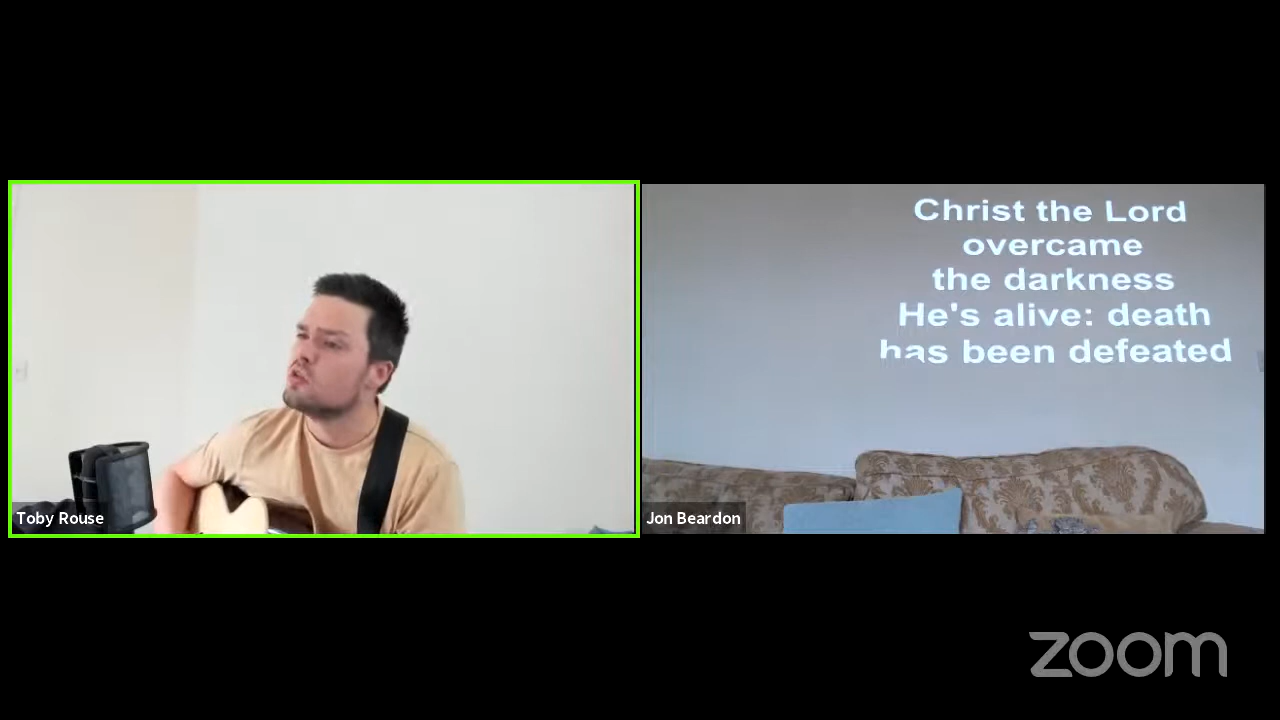 Christ the Lord
overcame
the darkness
He's alive: death
has been defeated
Toby Rouse
Jon Beardon
zoom